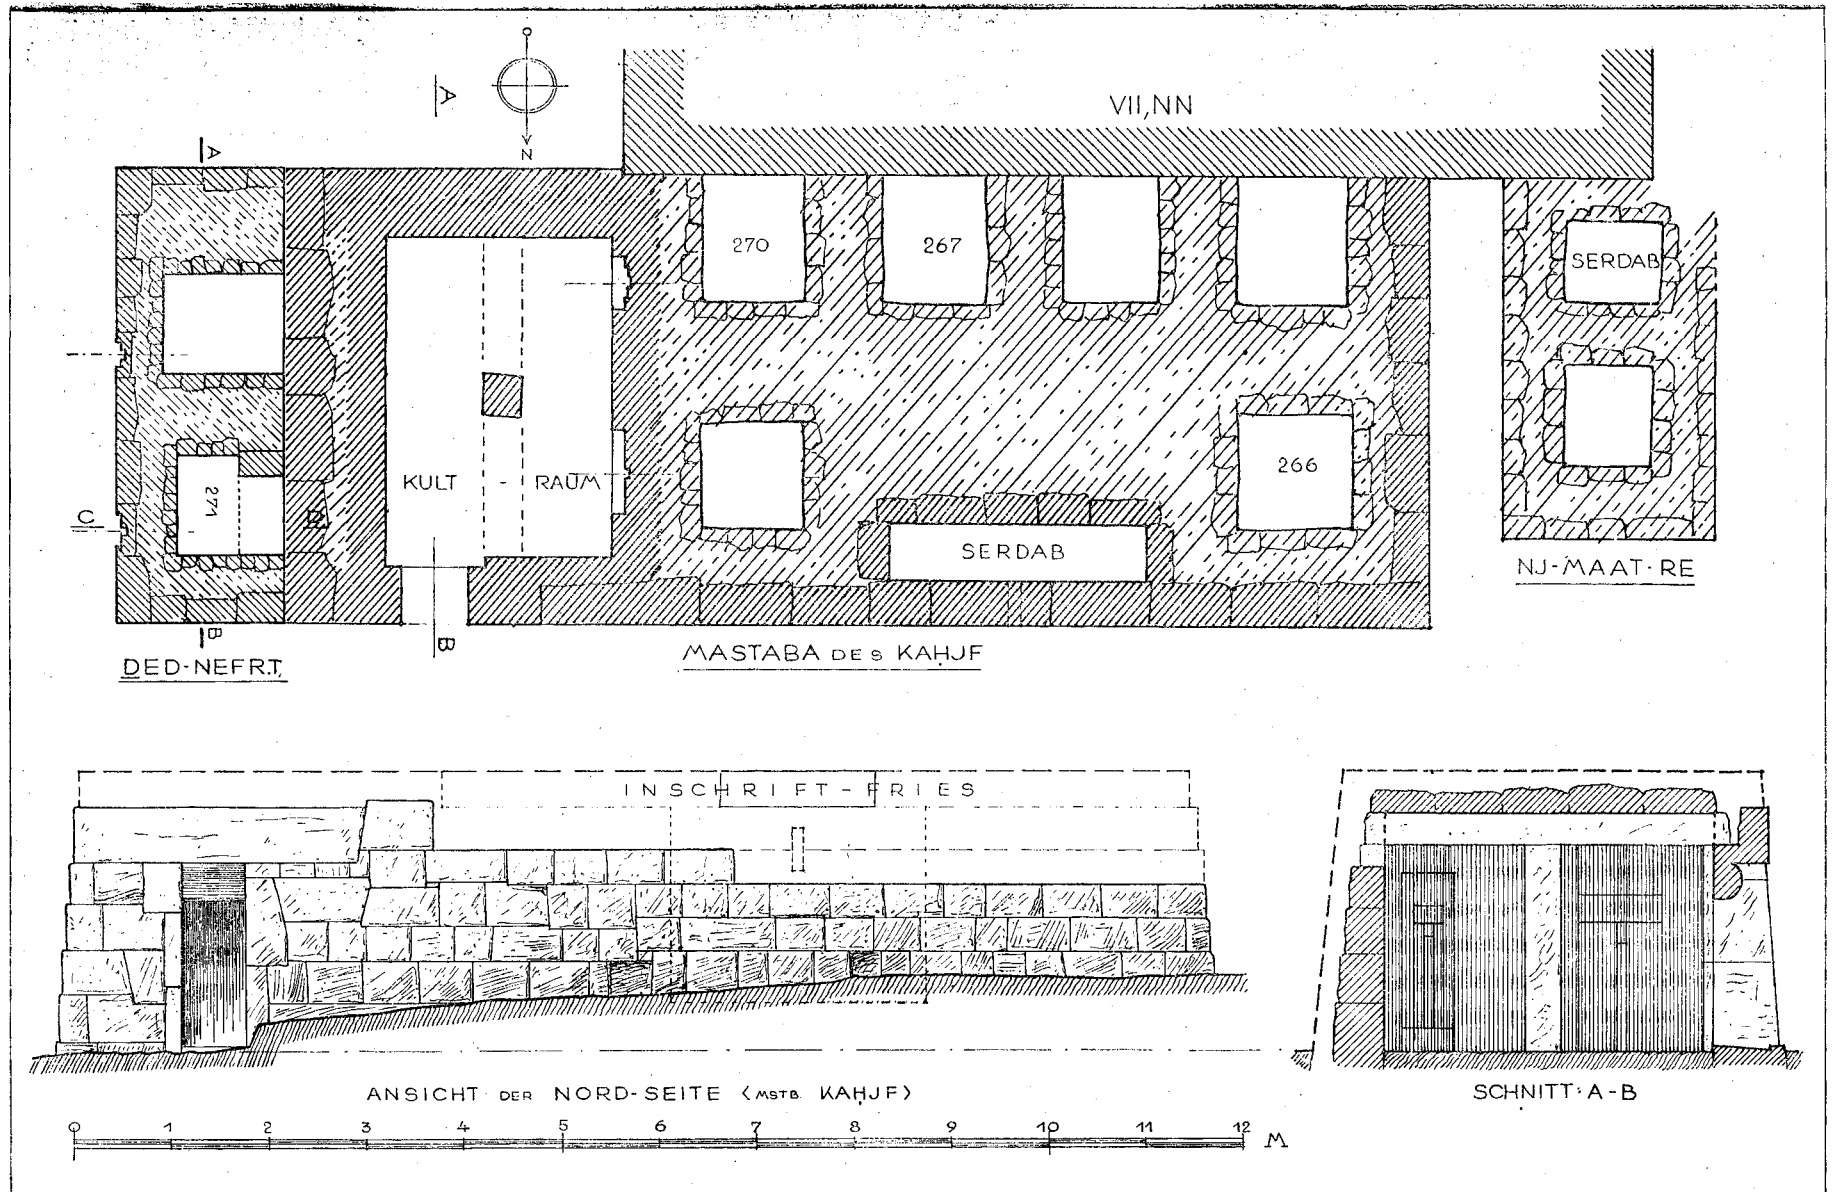 O
A
VII,NN
A
N
270
267
SERDAB
KULT - RAUM
266
271
C
D
SERDAB
NJ-MAAT-RE
B
B
DED-NEFR.T,
MASTABA DES KAHJF
INSCHRIFT-FRIES
ANSICHT DER NORD-SEITE (MSTB. KAHJF)
SCHNITT: A-B
0 1 2 3 4 5 6 7 8 9 10 11 12 M